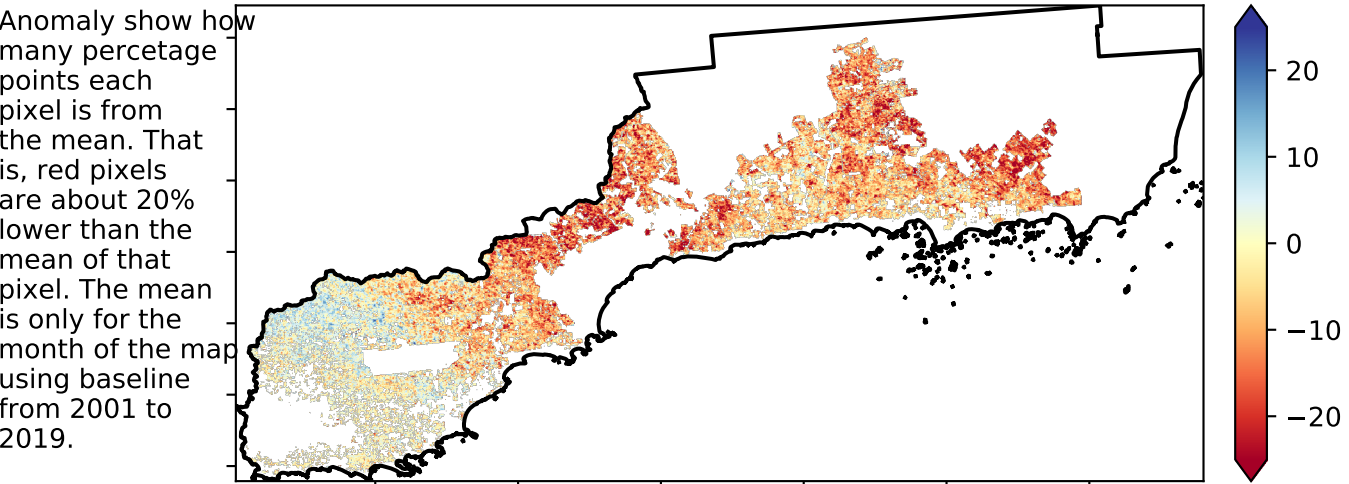 Anomaly show how
many percetage
points each
pixel is from
the mean. That
is, red pixels
are about 20%
lower than the
mean of that
pixel. The mean
is only for the
month of the map
using baseline
from 2001 to
2019.
20
10
0
−10
−20